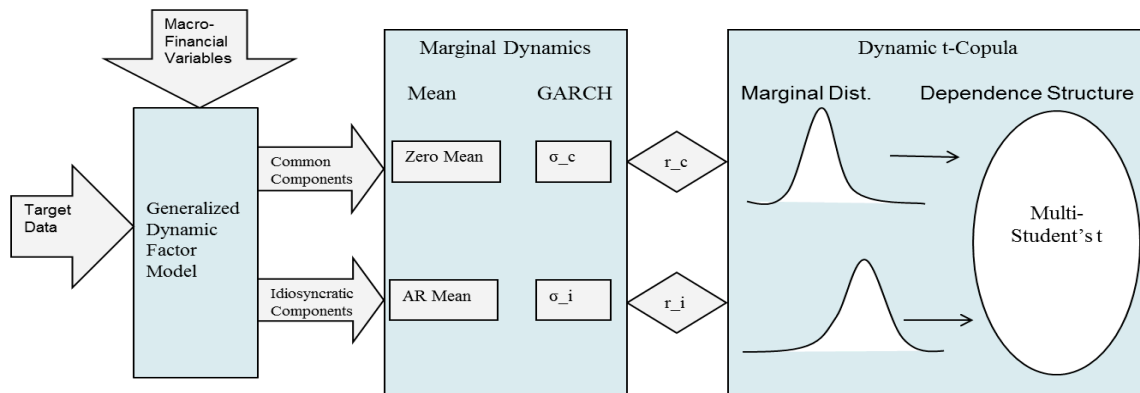 Macro-
Financial
Variables
Target
Data
Generalized
Dynamic
Factor
Model
Common
Components
Idiosyncratic
Components
Marginal Dynamics
Mean
GARCH
Zero Mean
σ_c
AR Mean
σ_i
r_c
r_i
Dynamic t-Copula
Marginal Dist.
Dependence Structure
Multi-
Student’s t